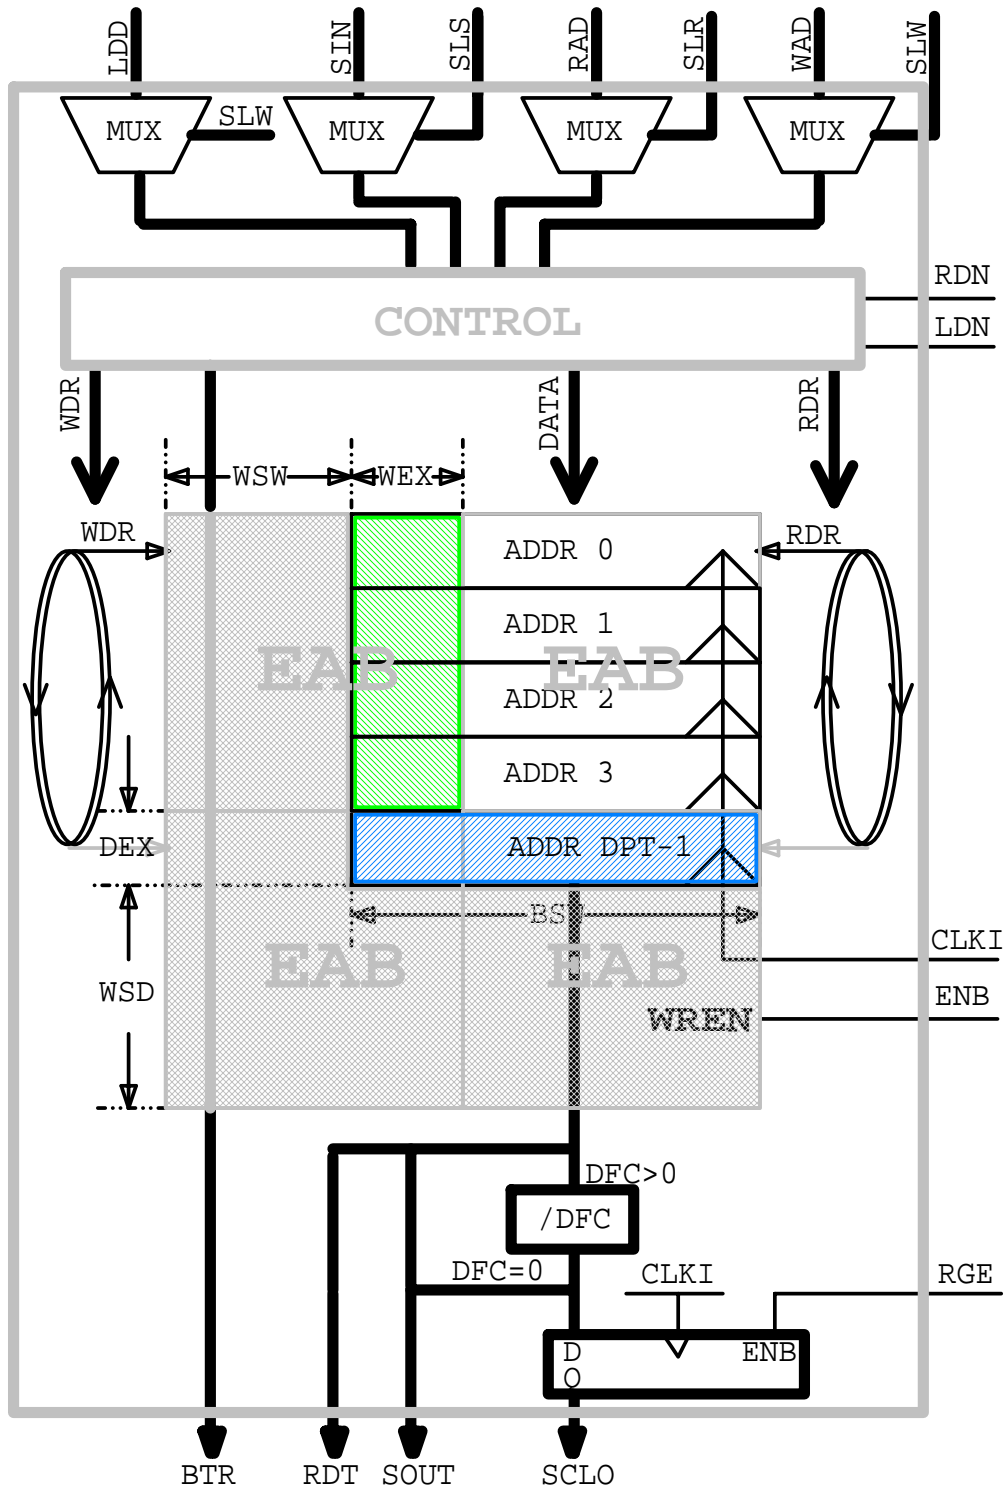 LDD
SIN
SLS
RAD
SLR
WAD
SLW
MUX
SLW
MUX
MUX
MUX
RDN
CONTROL
LDN
WDR
DATA
RDR
WSW
WEX
WDR
ADDR 0
RDR
ADDR 1
EAB
EAB
ADDR 2
ADDR 3
DEX
ADDR DPT-1
CLKI
EAB
EAB
WSD
ENB
WREN
DFC>0
/DFC
DFC=0
CLKI
RGE
D
ENB
Q
BTR
RDT
SOUT
SCLO